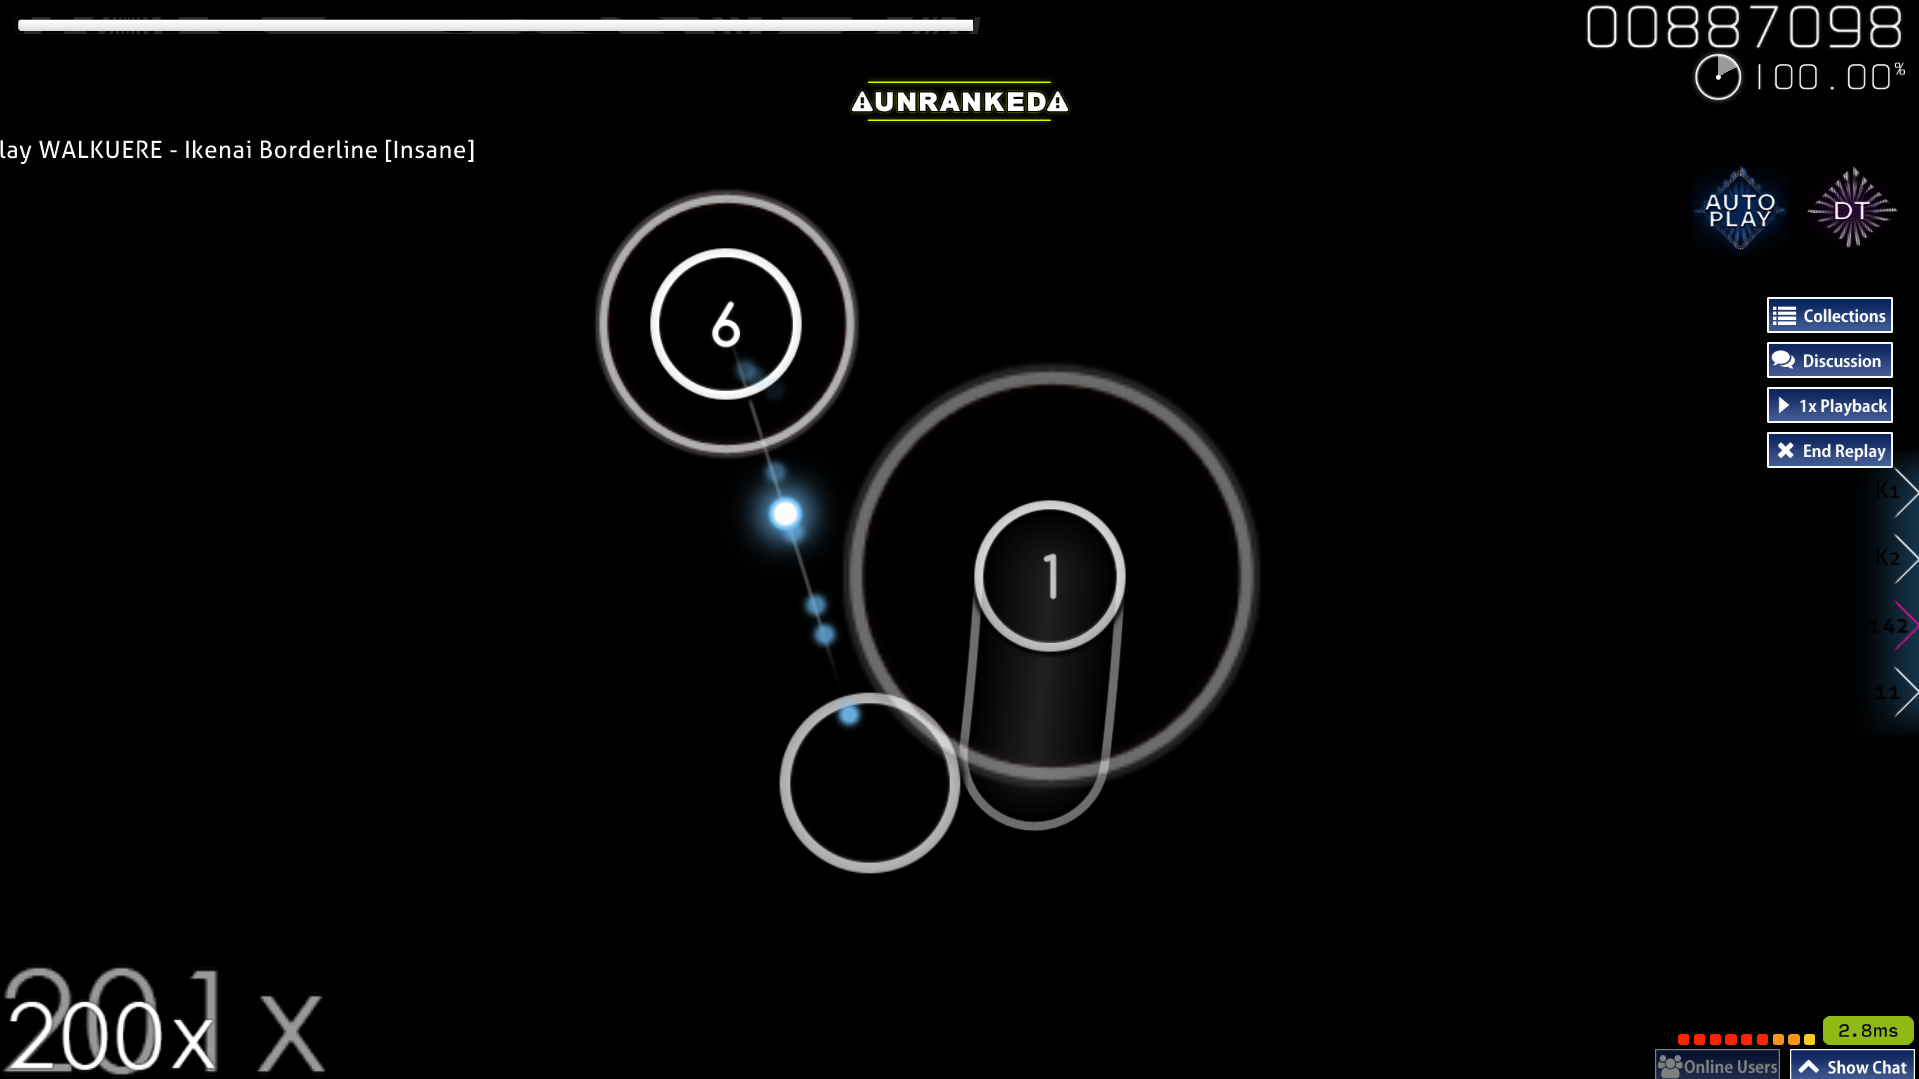 00887098
100.00%
UNRANKED
lay WALKUERE - Ikenai Borderline [Insane]
AUTO
PLAY
DT
6
Collections
Discussion
1
1x Playback
End Replay
K1
K2
142
11
201x
200x
2.8ms
Online Users
Show Chat